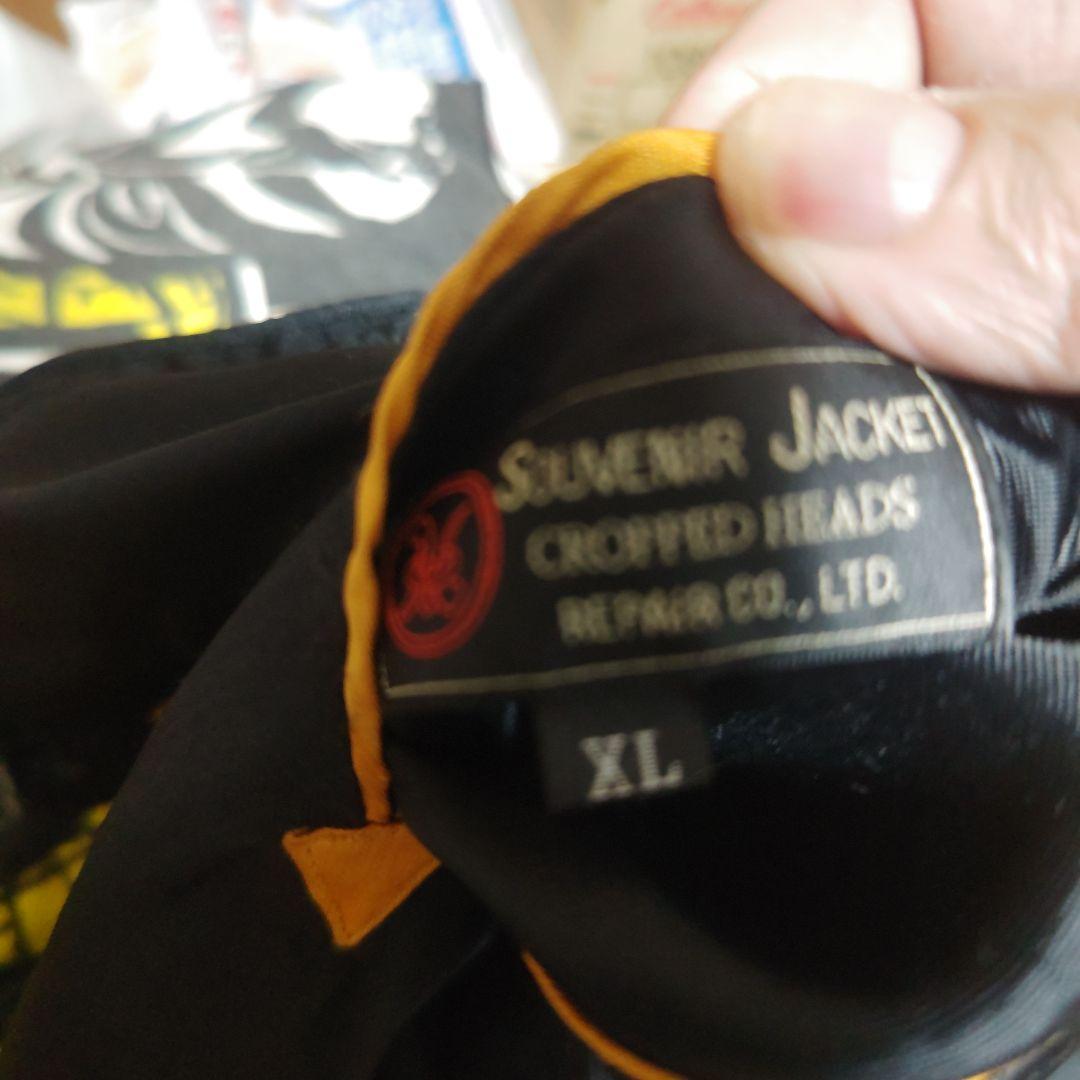 SOUVENIR JACKET
CROPPED HEADS
REPAIR CO., LTD.
XL